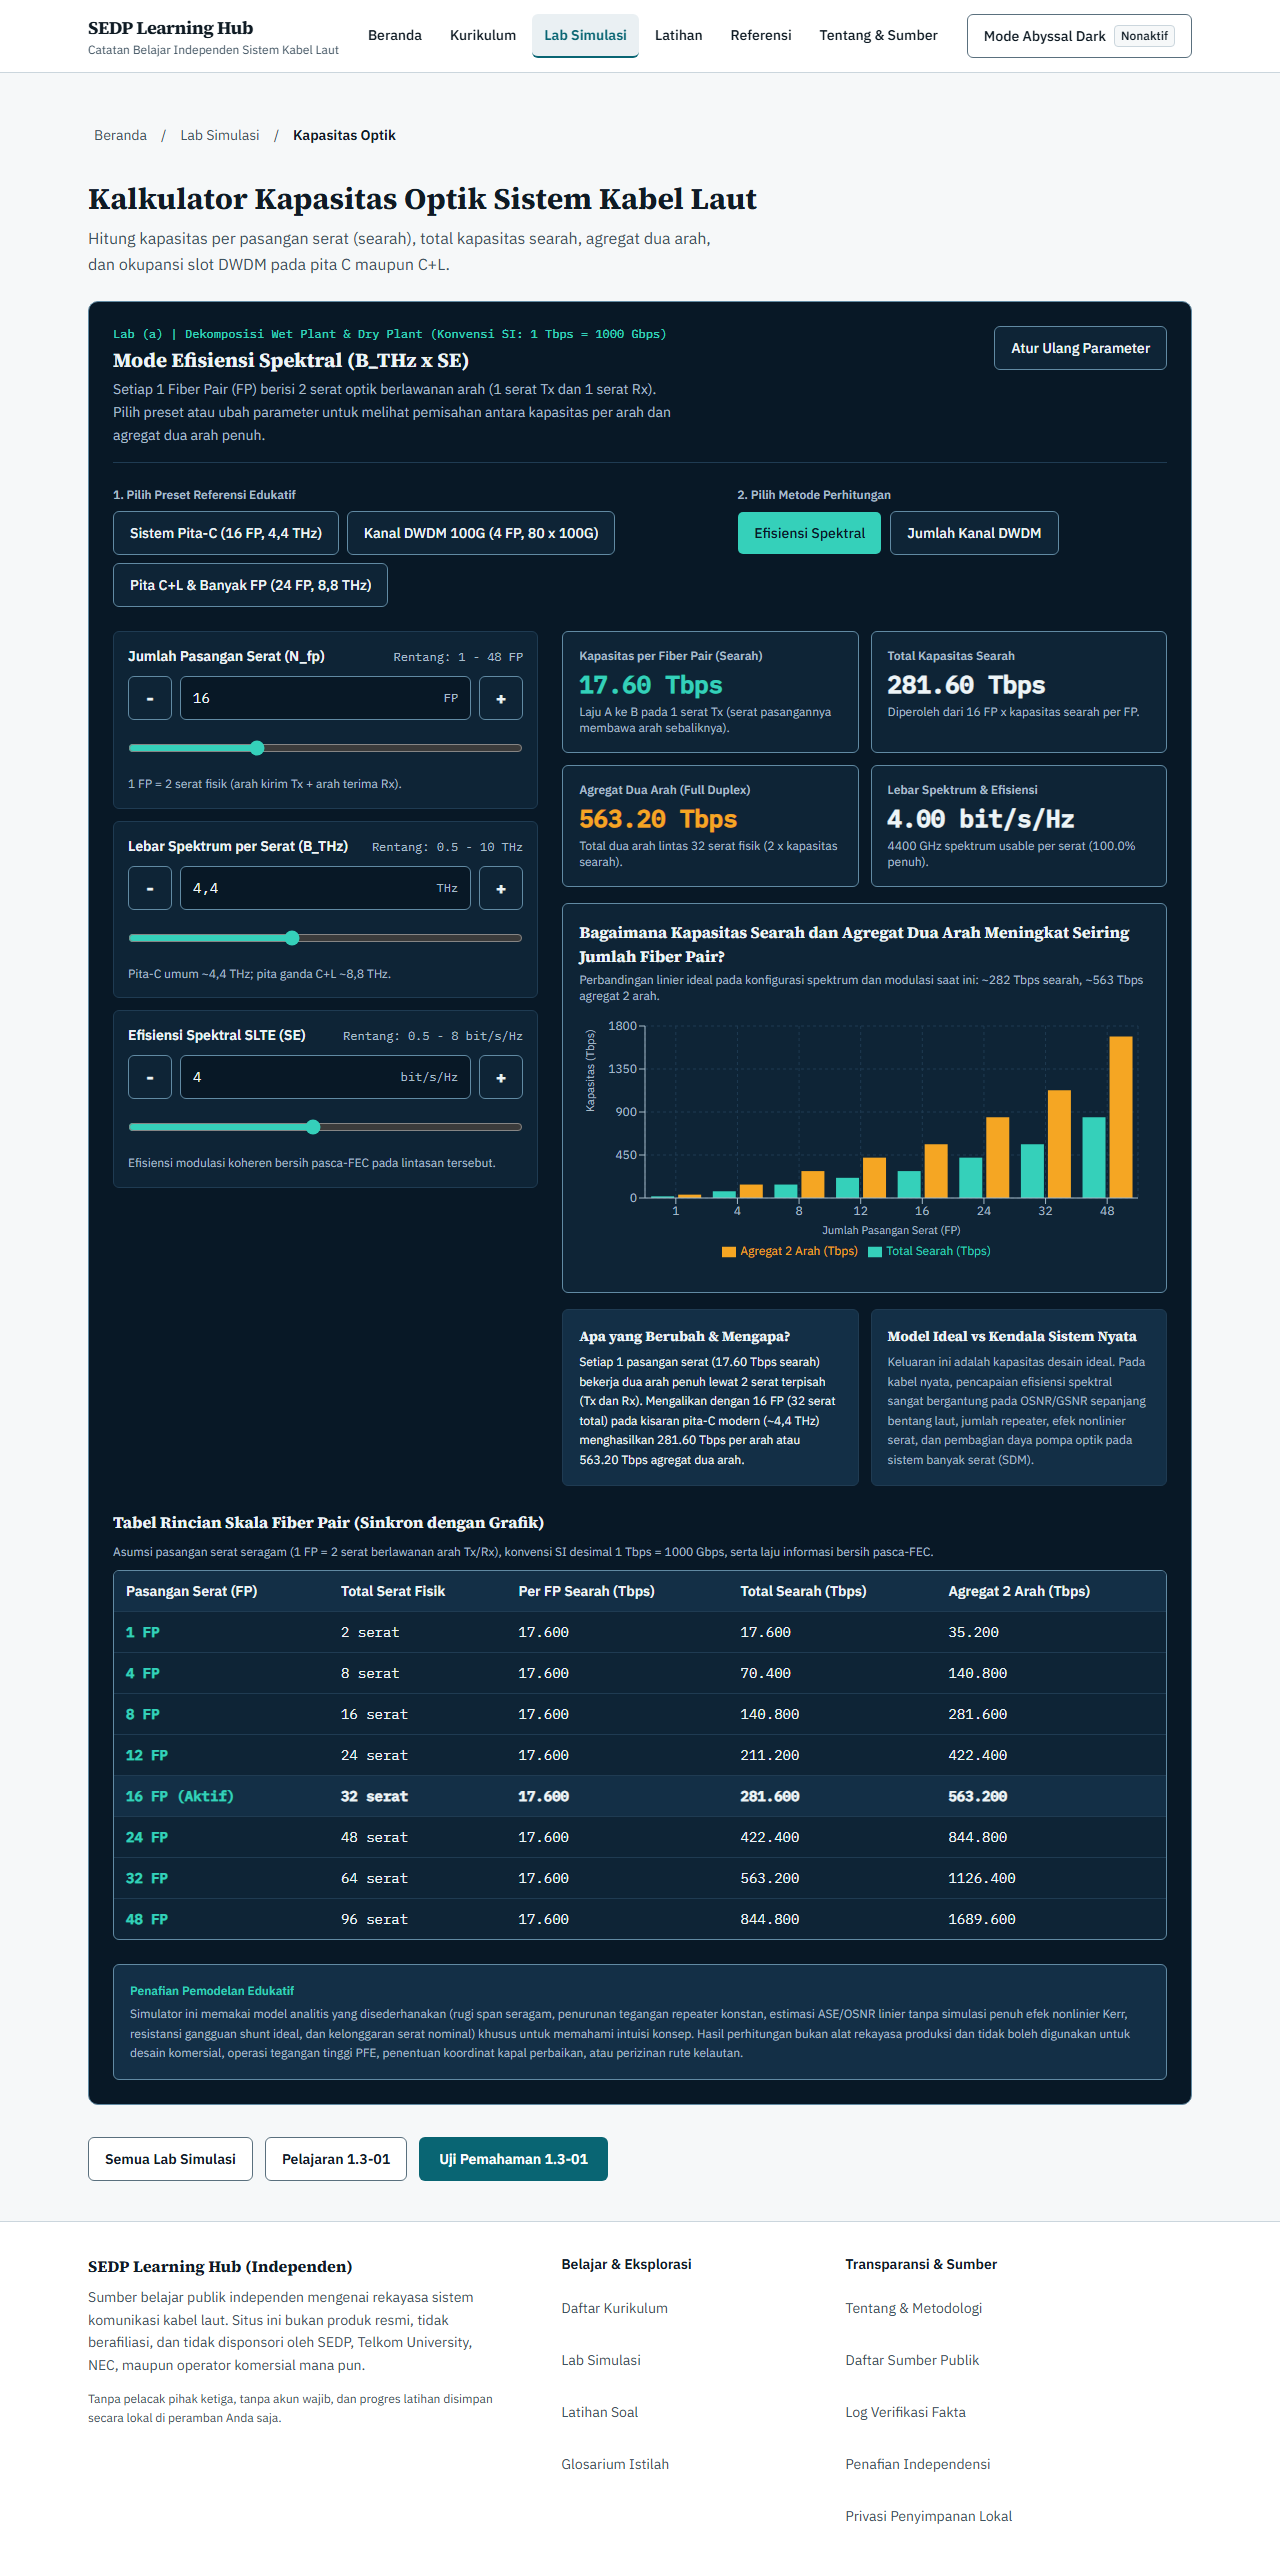 SEDP Learning Hub
Catatan Belajar Independen Sistem Kabel Laut
Beranda
Kurikulum
Lab Simulasi
Latihan
Referensi
Tentang & Sumber
Mode Abyssal Dark Nonaktif
Beranda / Lab Simulasi / Kapasitas Optik
Kalkulator Kapasitas Optik Sistem Kabel Laut
Hitung kapasitas per pasangan serat (searah), total kapasitas searah, agregat dua arah,
dan okupansi slot DWDM pada pita C maupun C+L.
Lab (a) | Dekomposisi Wet Plant & Dry Plant (Konvensi SI: 1 Tbps = 1000 Gbps)
Mode Efisiensi Spektral (B_THz x SE)
Setiap 1 Fiber Pair (FP) berisi 2 serat optik berlawanan arah (1 serat Tx dan 1 serat Rx).
Pilih preset atau ubah parameter untuk melihat pemisahan antara kapasitas per arah dan
agregat dua arah penuh.
Atur Ulang Parameter
1. Pilih Preset Referensi Edukatif
Sistem Pita-C (16 FP, 4,4 THz)
Kanal DWDM 100G (4 FP, 80 x 100G)
Pita C+L & Banyak FP (24 FP, 8,8 THz)
2. Pilih Metode Perhitungan
Efisiensi Spektral
Jumlah Kanal DWDM
Jumlah Pasangan Serat (N_fp)
Rentang: 1 - 48 FP
- 16 FP +
1 FP = 2 serat fisik (arah kirim Tx + arah terima Rx).
Lebar Spektrum per Serat (B_THz)
Rentang: 0.5 - 10 THz
- 4,4 THz +
Pita-C umum ~4,4 THz; pita ganda C+L ~8,8 THz.
Efisiensi Spektral SLTE (SE)
Rentang: 0.5 - 8 bit/s/Hz
- 4 bit/s/Hz +
Efisiensi modulasi koheren bersih pasca-FEC pada lintasan tersebut.
Kapasitas per Fiber Pair (Searah)
17.60 Tbps
Laju A ke B pada 1 serat Tx (serat pasangannya
membawa arah sebaliknya).
Total Kapasitas Searah
281.60 Tbps
Diperoleh dari 16 FP x kapasitas searah per FP.
Agregat Dua Arah (Full Duplex)
563.20 Tbps
Total dua arah lintas 32 serat fisik (2 x kapasitas
searah).
Lebar Spektrum & Efisiensi
4.00 bit/s/Hz
4400 GHz spektrum usable per serat (100.0%
penuh).
Bagaimana Kapasitas Searah dan Agregat Dua Arah Meningkat Seiring
Jumlah Fiber Pair?
Perbandingan linier ideal pada konfigurasi spektrum dan modulasi saat ini: ~282 Tbps searah, ~563 Tbps
agregat 2 arah.
Kapasitas (Tbps)
1800
1350
900
450
0
1 4 8 12 16 24 32 48
Jumlah Pasangan Serat (FP)
Agregat 2 Arah (Tbps) Total Searah (Tbps)
Apa yang Berubah & Mengapa?
Setiap 1 pasangan serat (17.60 Tbps searah)
bekerja dua arah penuh lewat 2 serat terpisah
(Tx dan Rx). Mengalikan dengan 16 FP (32 serat
total) pada kisaran pita-C modern (~4,4 THz)
menghasilkan 281.60 Tbps per arah atau
563.20 Tbps agregat dua arah.
Model Ideal vs Kendala Sistem Nyata
Keluaran ini adalah kapasitas desain ideal. Pada
kabel nyata, pencapaian efisiensi spektral
sangat bergantung pada OSNR/GSNR sepanjang
bentang laut, jumlah repeater, efek nonlinier
serat, dan pembagian daya pompa optik pada
sistem banyak serat (SDM).
Tabel Rincian Skala Fiber Pair (Sinkron dengan Grafik)
Asumsi pasangan serat seragam (1 FP = 2 serat berlawanan arah Tx/Rx), konvensi SI desimal 1 Tbps = 1000 Gbps, serta laju informasi bersih pasca-FEC.
Pasangan Serat (FP) Total Serat Fisik Per FP Searah (Tbps) Total Searah (Tbps) Agregat 2 Arah (Tbps)
1 FP 2 serat 17.600 17.600 35.200
4 FP 8 serat 17.600 70.400 140.800
8 FP 16 serat 17.600 140.800 281.600
12 FP 24 serat 17.600 211.200 422.400
16 FP (Aktif) 32 serat 17.600 281.600 563.200
24 FP 48 serat 17.600 422.400 844.800
32 FP 64 serat 17.600 563.200 1126.400
48 FP 96 serat 17.600 844.800 1689.600
Penafian Pemodelan Edukatif
Simulator ini memakai model analitis yang disederhanakan (rugi span seragam, penurunan tegangan repeater konstan, estimasi ASE/OSNR linier tanpa simulasi penuh efek nonlinier Kerr,
resistansi gangguan shunt ideal, dan kelonggaran serat nominal) khusus untuk memahami intuisi konsep. Hasil perhitungan bukan alat rekayasa produksi dan tidak boleh digunakan untuk
desain komersial, operasi tegangan tinggi PFE, penentuan koordinat kapal perbaikan, atau perizinan rute kelautan.
Semua Lab Simulasi
Pelajaran 1.3-01
Uji Pemahaman 1.3-01
SEDP Learning Hub (Independen)
Sumber belajar publik independen mengenai rekayasa sistem
komunikasi kabel laut. Situs ini bukan produk resmi, tidak
berafiliasi, dan tidak disponsori oleh SEDP, Telkom University,
NEC, maupun operator komersial mana pun.
Tanpa pelacak pihak ketiga, tanpa akun wajib, dan progres latihan disimpan
secara lokal di peramban Anda saja.
Belajar & Eksplorasi
Daftar Kurikulum
Lab Simulasi
Latihan Soal
Glosarium Istilah
Transparansi & Sumber
Tentang & Metodologi
Daftar Sumber Publik
Log Verifikasi Fakta
Penafian Independensi
Privasi Penyimpanan Lokal